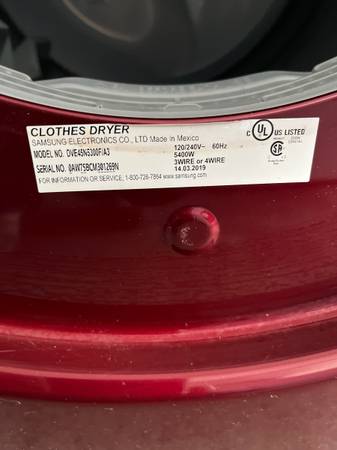 CLOTHES DRYER
SAMSUNG ELECTRONICS CO., LTD Made in Mexico
MODEL NO. DVE45N5300F/A3
SERIAL NO. 0AW75BCM301269N
FOR INFORMATION OR SERVICE, 1-800-726-7864 www.samsung.com
120/240V~ 60Hz
5400W
3WIRE or 4WIRE
14.03.2019
C UL US LISTED